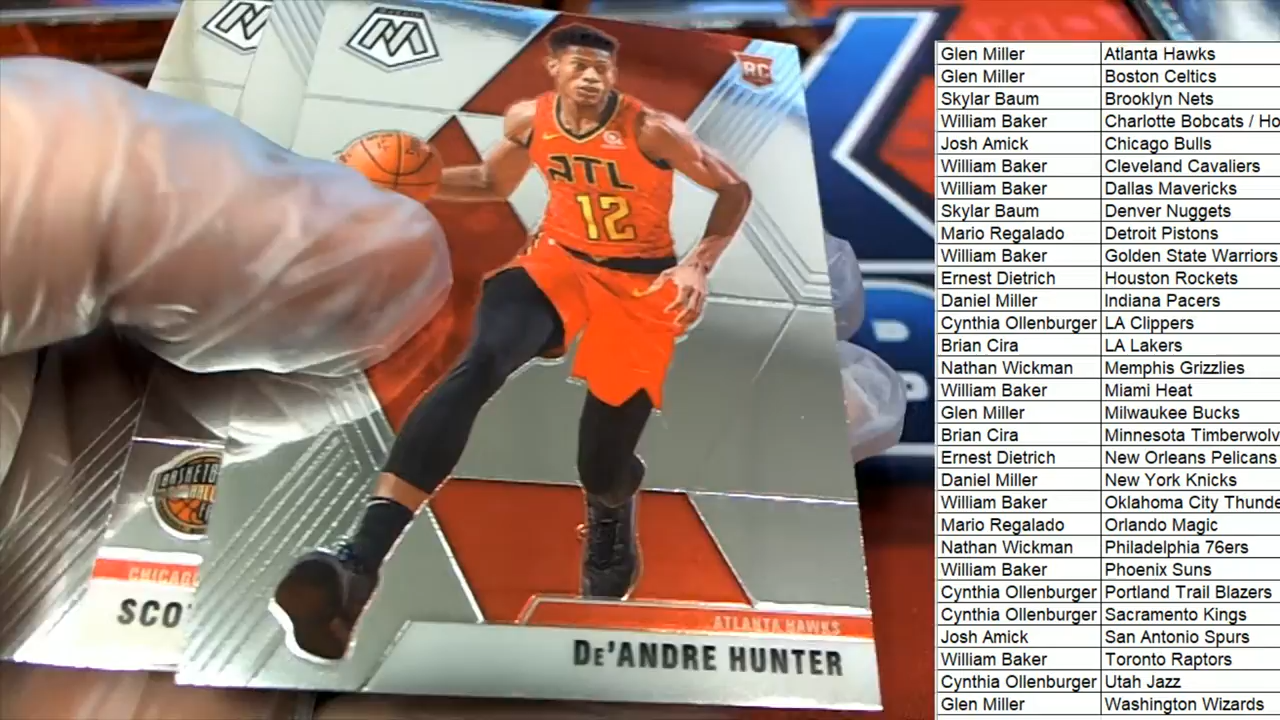 RC
ATL
12
ATLANTA HAWKS
DE'ANDRE HUNTER
CHICAG
SCO
Glen Miller Atlanta Hawks
Glen Miller Boston Celtics
Skylar Baum Brooklyn Nets
William Baker Charlotte Bobcats / Ho
Josh Amick Chicago Bulls
William Baker Cleveland Cavaliers
William Baker Dallas Mavericks
Skylar Baum Denver Nuggets
Mario Regalado Detroit Pistons
William Baker Golden State Warriors
Ernest Dietrich Houston Rockets
Daniel Miller Indiana Pacers
Cynthia Ollenburger LA Clippers
Brian Cira LA Lakers
Nathan Wickman Memphis Grizzlies
William Baker Miami Heat
Glen Miller Milwaukee Bucks
Brian Cira Minnesota Timberwolv
Ernest Dietrich New Orleans Pelicans
Daniel Miller New York Knicks
William Baker Oklahoma City Thunde
Mario Regalado Orlando Magic
Nathan Wickman Philadelphia 76ers
William Baker Phoenix Suns
Cynthia Ollenburger Portland Trail Blazers
Cynthia Ollenburger Sacramento Kings
Josh Amick San Antonio Spurs
William Baker Toronto Raptors
Cynthia Ollenburger Utah Jazz
Glen Miller Washington Wizards